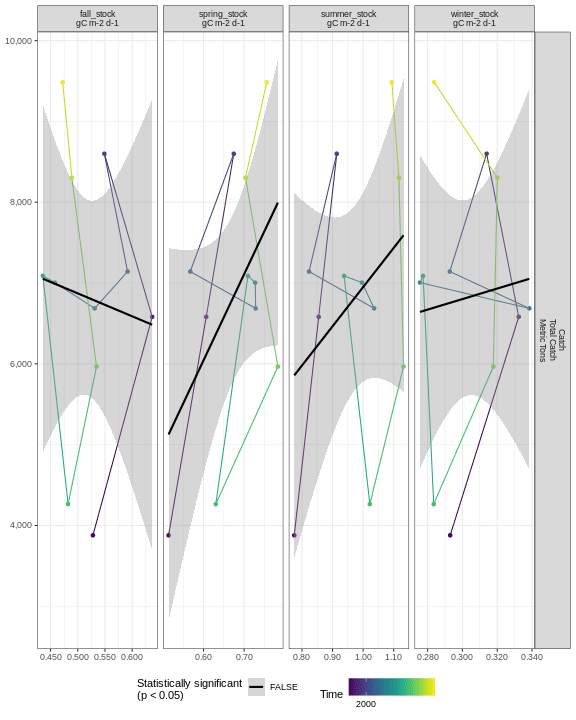 fall_stock
gC m-2 d-1
spring_stock
gC m-2 d-1
summer_stock
gC m-2 d-1
winter_stock
gC m-2 d-1
10,000
8,000
6,000
4,000
Catch
Total Catch
Metric Tons
0.450 0.500 0.550 0.600
0.60 0.70
0.80 0.90 1.00 1.10
0.280 0.300 0.320 0.340
Statistically significant
(p < 0.05)
FALSE
Time
2000